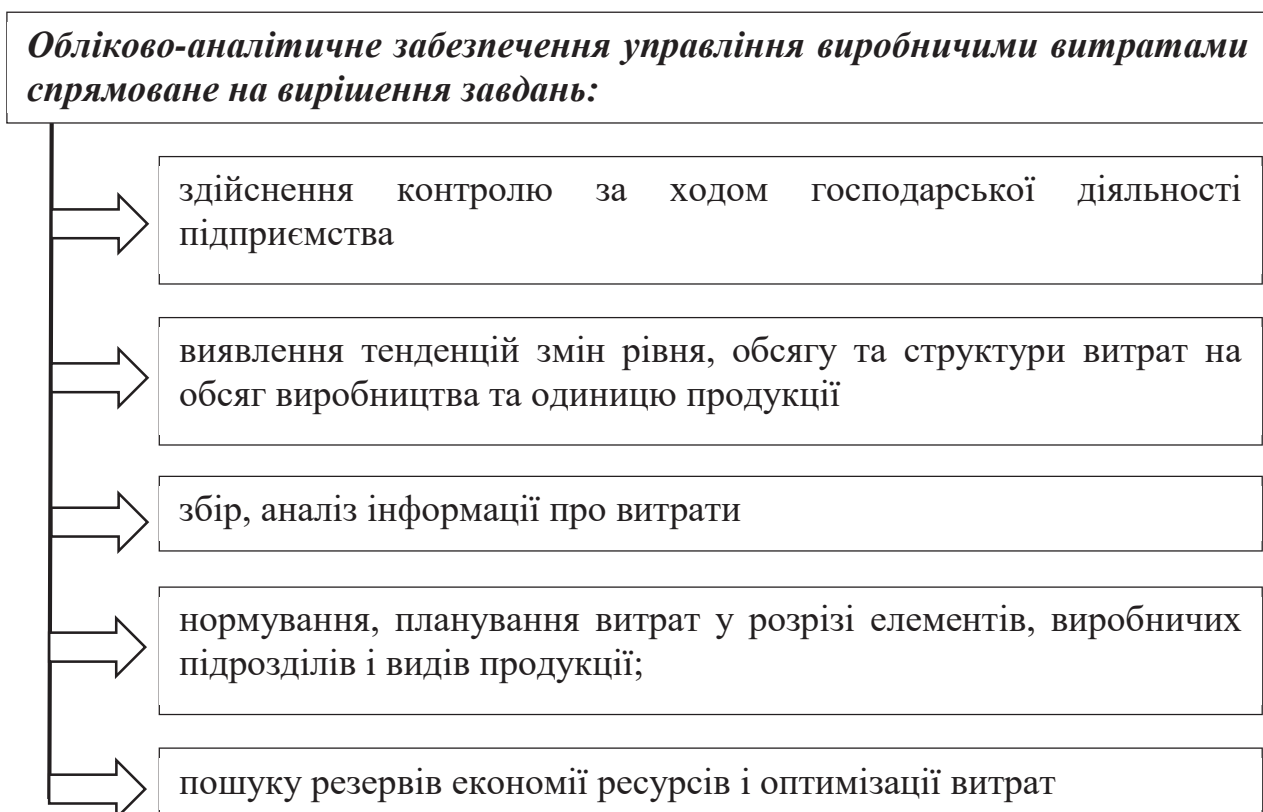 Обліково-аналітичне забезпечення управління виробничими витратами
спрямоване на вирішення завдань:
здійснення контролю за ходом господарської діяльності
підприємства
виявлення тенденцій змін рівня, обсягу та структури витрат на
обсяг виробництва та одиницю продукції
збір, аналіз інформації про витрати
нормування, планування витрат у розрізі елементів, виробничих
підрозділів і видів продукції;
пошуку резервів економії ресурсів і оптимізації витрат